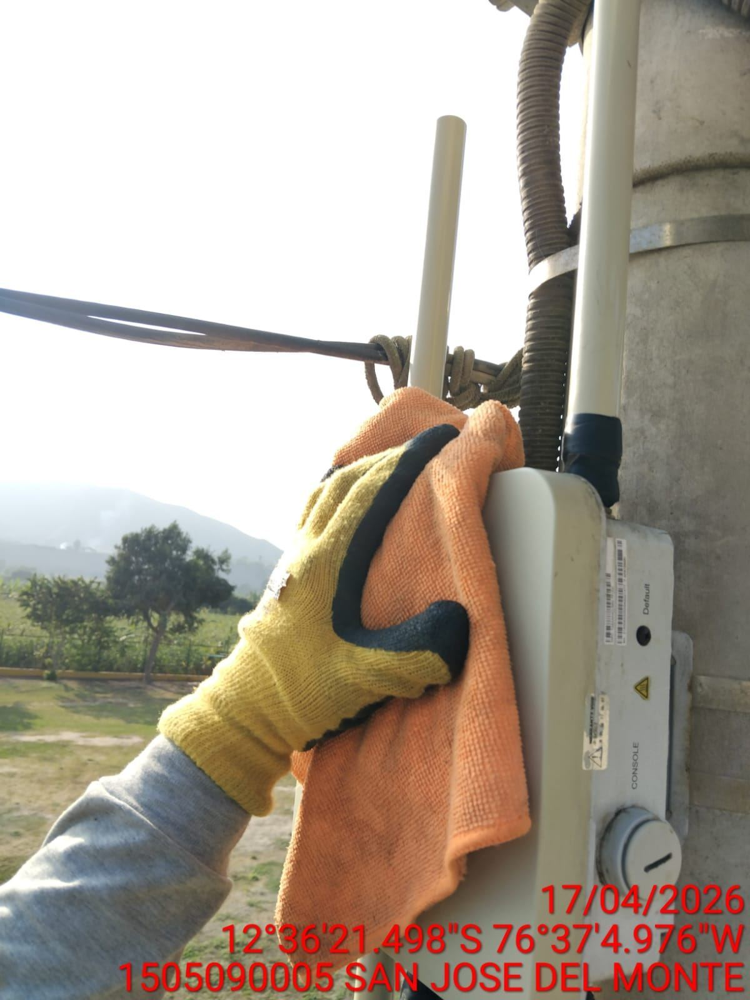 Default
CONSOLE
17/04/2026
12°36'21.498"S 76°37'4.976"W
1505090005 SAN JOSE DEL MONTE